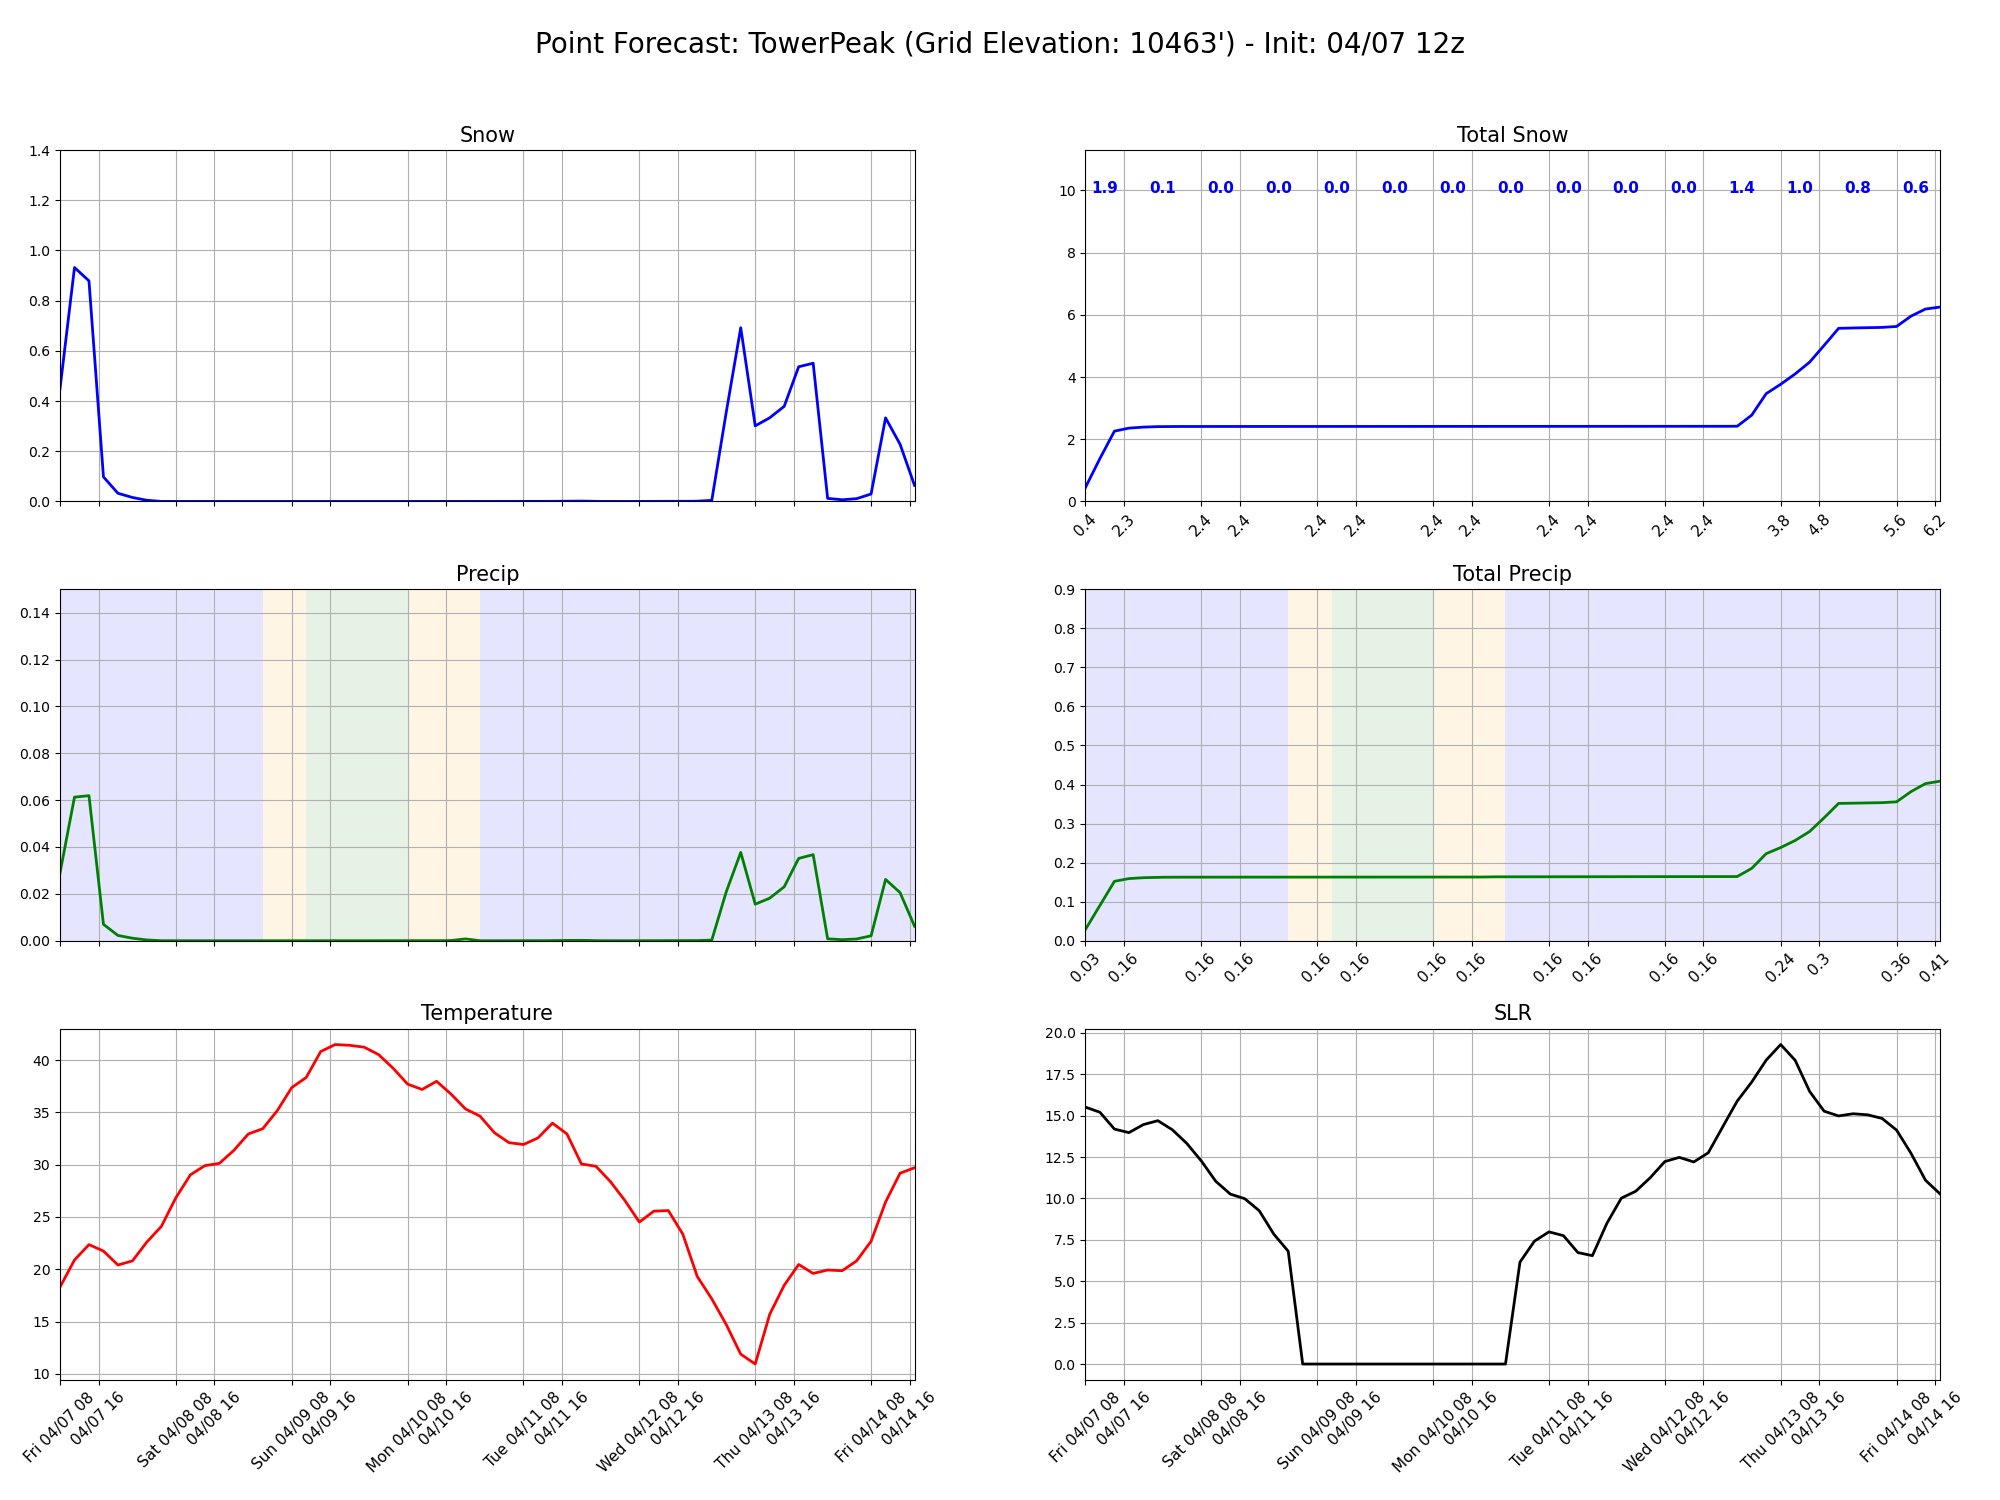 Point Forecast: TowerPeak (Grid Elevation: 10463') - Init: 04/07 12z
Snow
1.4
1.2
1.0
0.8
0.6
0.4
0.2
0.0
Total Snow
10
8
6
4
2
0
1.9 0.1 0.0 0.0 0.0 0.0 0.0 0.0 0.0 0.0 0.0 1.4 1.0 0.8 0.6
0.4 2.3 2.4 2.4 2.4 2.4 2.4 2.4 2.4 2.4 2.4 2.4 3.8 4.8 5.6 6.2
Precip
0.14
0.12
0.10
0.08
0.06
0.04
0.02
0.00
Total Precip
0.9
0.8
0.7
0.6
0.5
0.4
0.3
0.2
0.1
0.0
0.03 0.16 0.16 0.16 0.16 0.16 0.16 0.16 0.16 0.16 0.16 0.16 0.24 0.3 0.36 0.41
Temperature
40
35
30
25
20
15
10
Fri 04/07 08
04/07 16
Sat 04/08 08
04/08 16
Sun 04/09 08
04/09 16
Mon 04/10 08
04/10 16
Tue 04/11 08
04/11 16
Wed 04/12 08
04/12 16
Thu 04/13 08
04/13 16
Fri 04/14 08
04/14 16
SLR
20.0
17.5
15.0
12.5
10.0
7.5
5.0
2.5
0.0
Fri 04/07 08
04/07 16
Sat 04/08 08
04/08 16
Sun 04/09 08
04/09 16
Mon 04/10 08
04/10 16
Tue 04/11 08
04/11 16
Wed 04/12 08
04/12 16
Thu 04/13 08
04/13 16
Fri 04/14 08
04/14 16